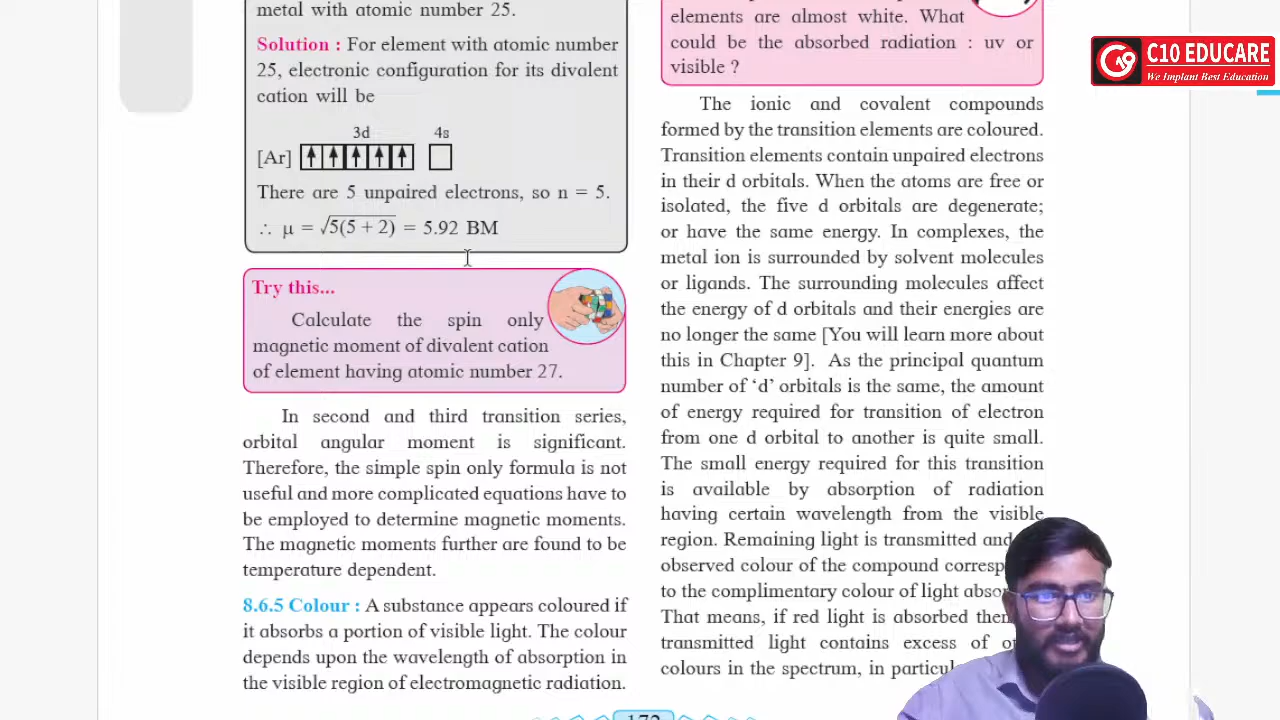 metal with atomic number 25.
Solution : For element with atomic number
25, electronic configuration for its divalent
cation will be
3d 4s
[Ar]
There are 5 unpaired electrons, so n = 5.
∴ μ = √5(5 + 2) = 5.92 BM
Try this...
Calculate the spin only
magnetic moment of divalent cation
of element having atomic number 27.
In second and third transition series,
orbital angular moment is significant.
Therefore, the simple spin only formula is not
useful and more complicated equations have to
be employed to determine magnetic moments.
The magnetic moments further are found to be
temperature dependent.
8.6.5 Colour : A substance appears coloured if
it absorbs a portion of visible light. The colour
depends upon the wavelength of absorption in
the visible region of electromagnetic radiation.
elements are almost white. What
could be the absorbed radiation : uv or
visible ?
The ionic and covalent compounds
formed by the transition elements are coloured.
Transition elements contain unpaired electrons
in their d orbitals. When the atoms are free or
isolated, the five d orbitals are degenerate;
or have the same energy. In complexes, the
metal ion is surrounded by solvent molecules
or ligands. The surrounding molecules affect
the energy of d orbitals and their energies are
no longer the same [You will learn more about
this in Chapter 9]. As the principal quantum
number of ‘d’ orbitals is the same, the amount
of energy required for transition of electron
from one d orbital to another is quite small.
The small energy required for this transition
is available by absorption of radiation
having certain wavelength from the visible
region. Remaining light is transmitted and
observed colour of the compound
to the complimentary colour of light
That means, if red light is absorbed
transmitted light contains excess of
colours in the spectrum, in
172
C10 EDUCARE
We Implant Best Education